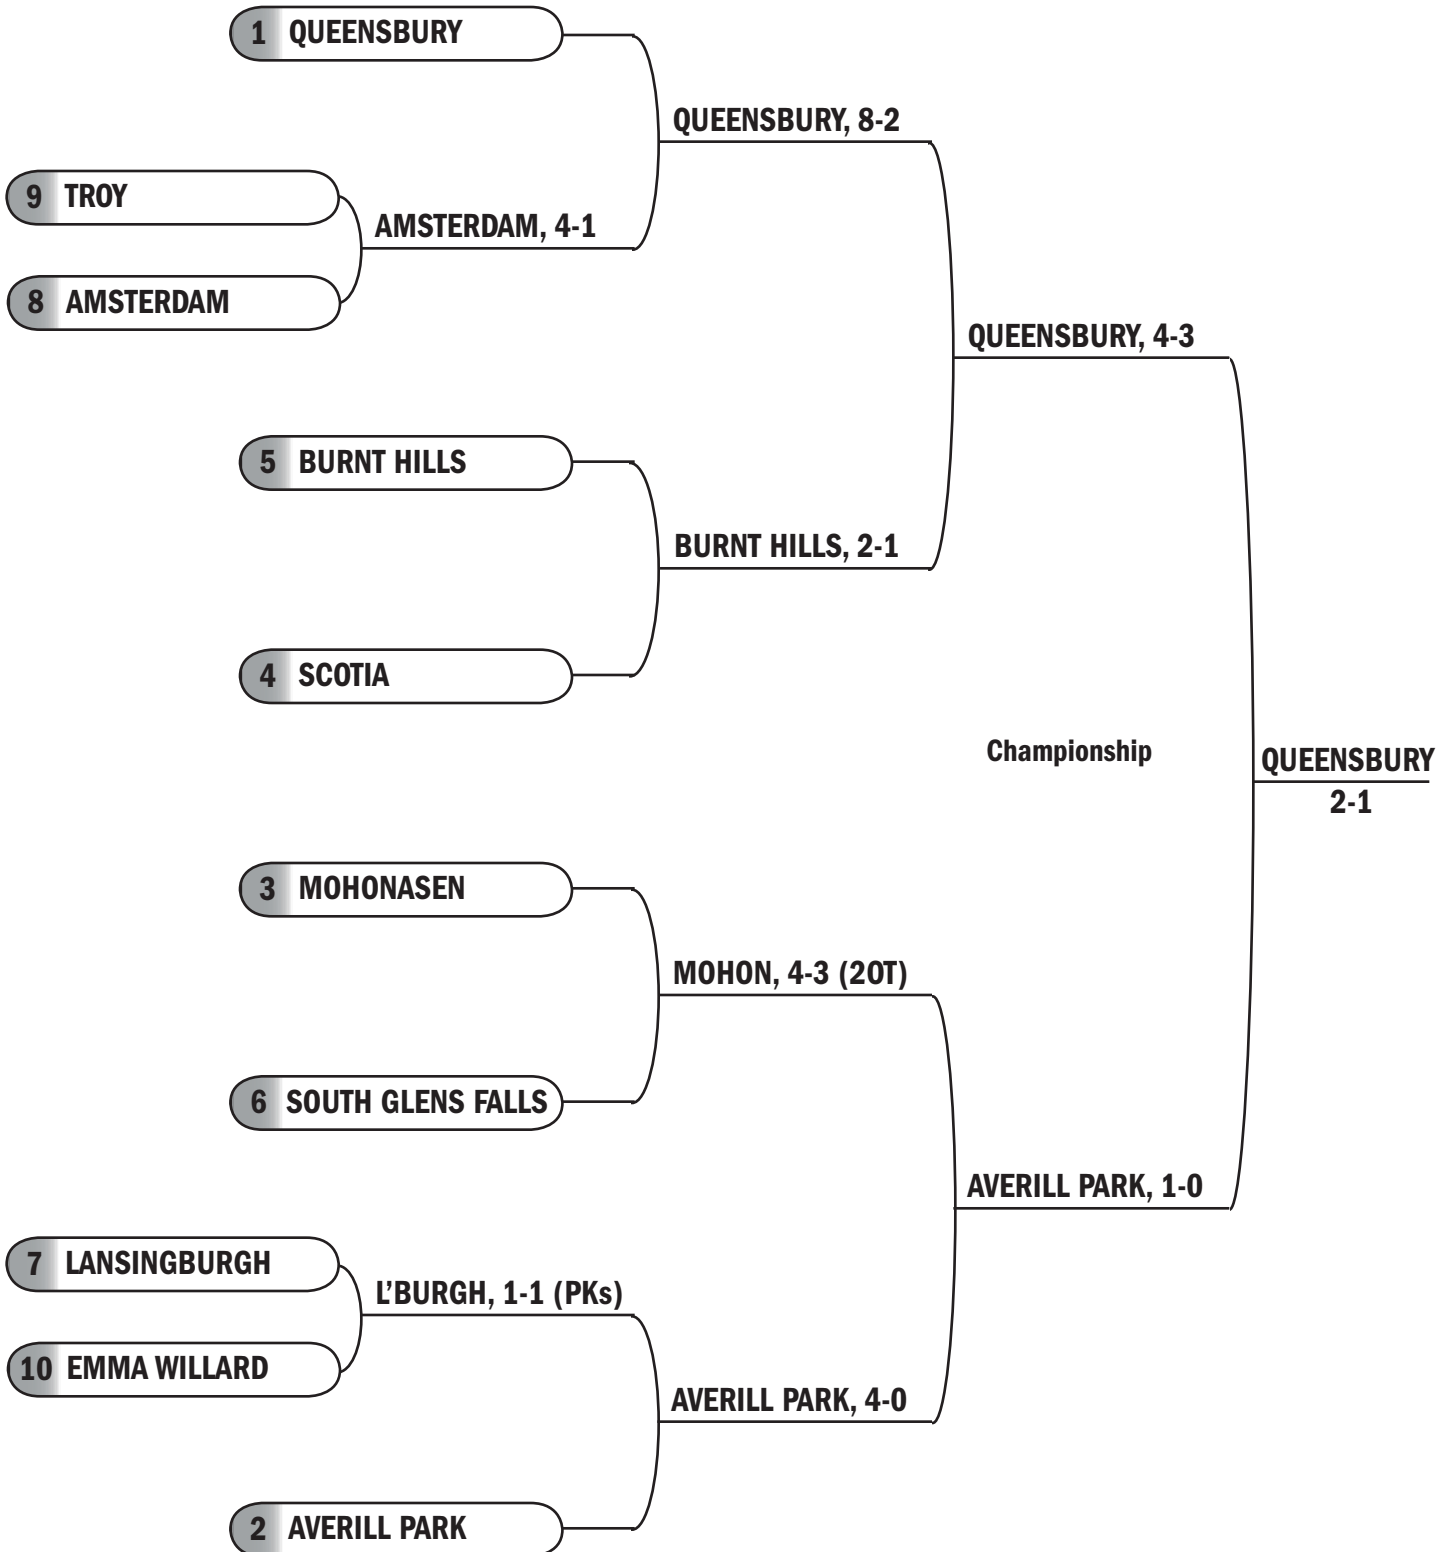 1 QUEENSBURY
QUEENSBURY, 8-2
9 TROY
AMSTERDAM, 4-1
8 AMSTERDAM
QUEENSBURY, 4-3
5 BURNT HILLS
BURNT HILLS, 2-1
4 SCOTIA
Championship
QUEENSBURY
2-1
3 MOHONASEN
MOHON, 4-3 (2OT)
6 SOUTH GLENS FALLS
AVERILL PARK, 1-0
7 LANSINGBURGH
L’BURGH, 1-1 (PKs)
10 EMMA WILLARD
AVERILL PARK, 4-0
2 AVERILL PARK